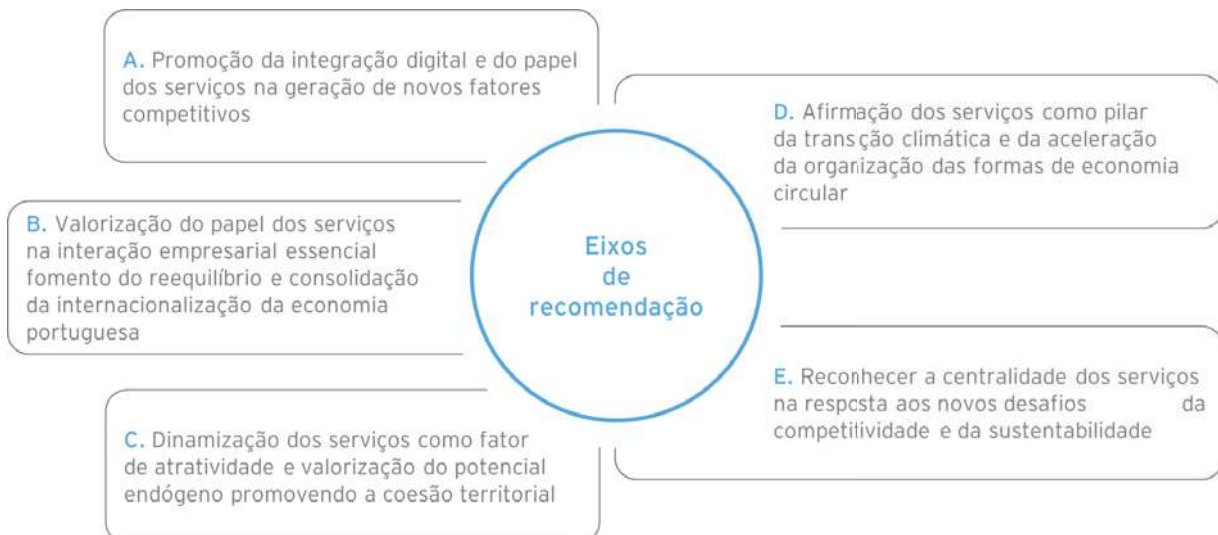 A. Promoção da integração digital e do papel
dos serviços na geração de novos fatores
competitivos
B. Valorização do papel dos serviços
na interação empresarial essencial
fomento do reequilíbrio e consolidação
da internacionalização da economia
portuguesa
C. Dinamização dos serviços como fator
de atratividade e valorização do potencial
endógeno promovendo a coesão territorial
Eixos
de
recomendação
D. Afirmação dos serviços como pilar
da transção climática e da aceleração
da organização das formas de economia
circular
E. Reconhecer a centralidade dos serviços
na resposta aos novos desafios da
competitividade e da sustentabilidade